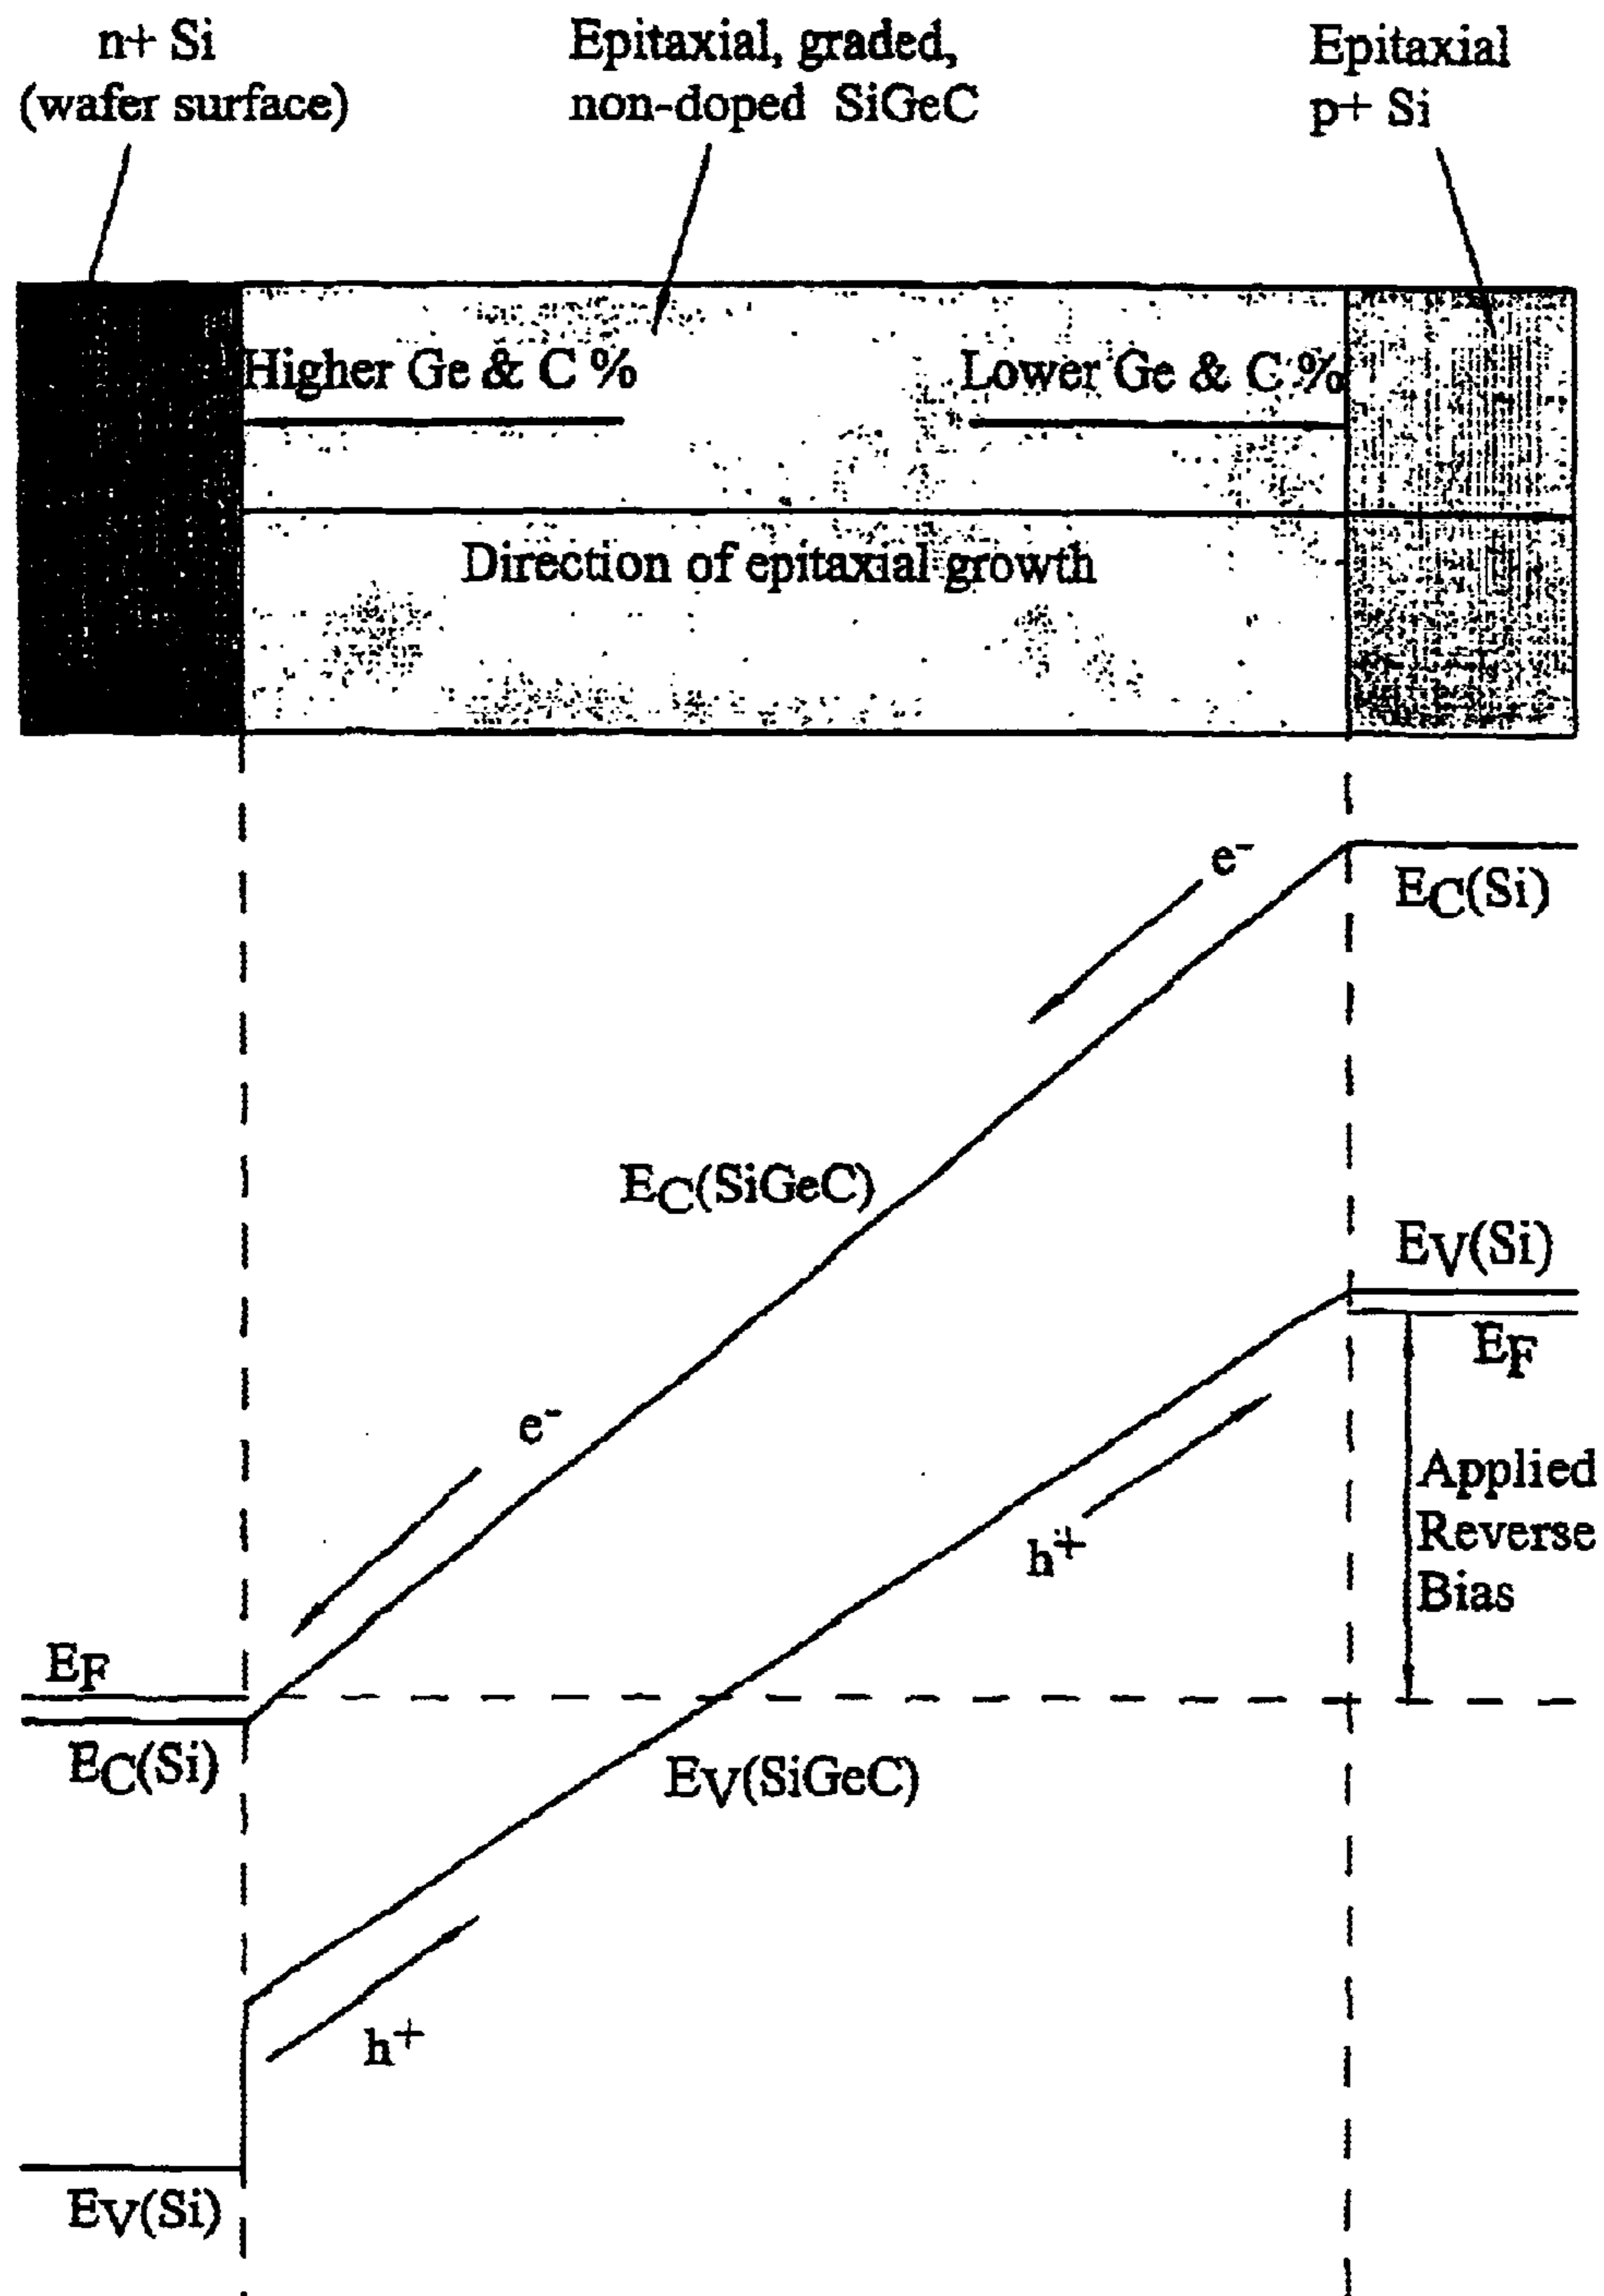 n+ Si
(wafer surface)
Epitaxial, graded,
non-doped SiGeC
Epitaxial
p+ Si
Higher Ge & C %
Lower Ge & C %
Direction of epitaxial growth
e-
EC(Si)
EC(SiGeC)
EV(Si)
EF
e-
h+
Applied
Reverse
Bias
EF
EC(Si)
EV(SiGeC)
h+
EV(Si)